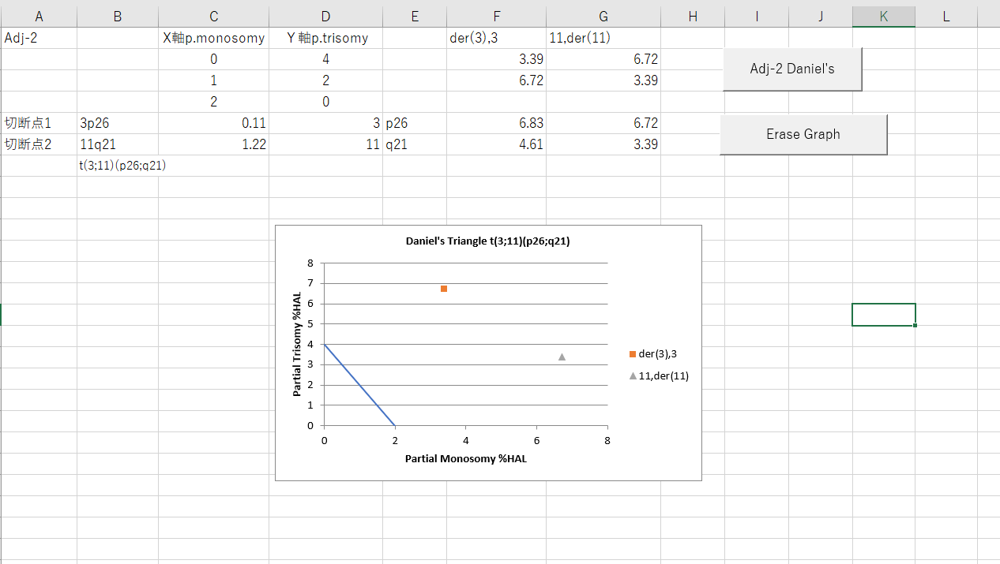 A B C D E F G H I J K L
Adj-2 X軸p.monosomy Y 軸p.trisomy der(3),3 11,der(11)
0 4 3.39 6.72
Adj-2 Daniel's
1 2 6.72 3.39
2 0
切断点1 3p26 0.11 3 p26 6.83 6.72
Erase Graph
切断点2 11q21 1.22 11 q21 4.61 3.39
t(3;11)(p26;q21)
Daniel's Triangle t(3;11)(p26;q21)
Partial Trisomy %HAL
8
7
6
5
4
3
2
1
0
0 2 4 6 8
Partial Monosomy %HAL
der(3),3
11,der(11)